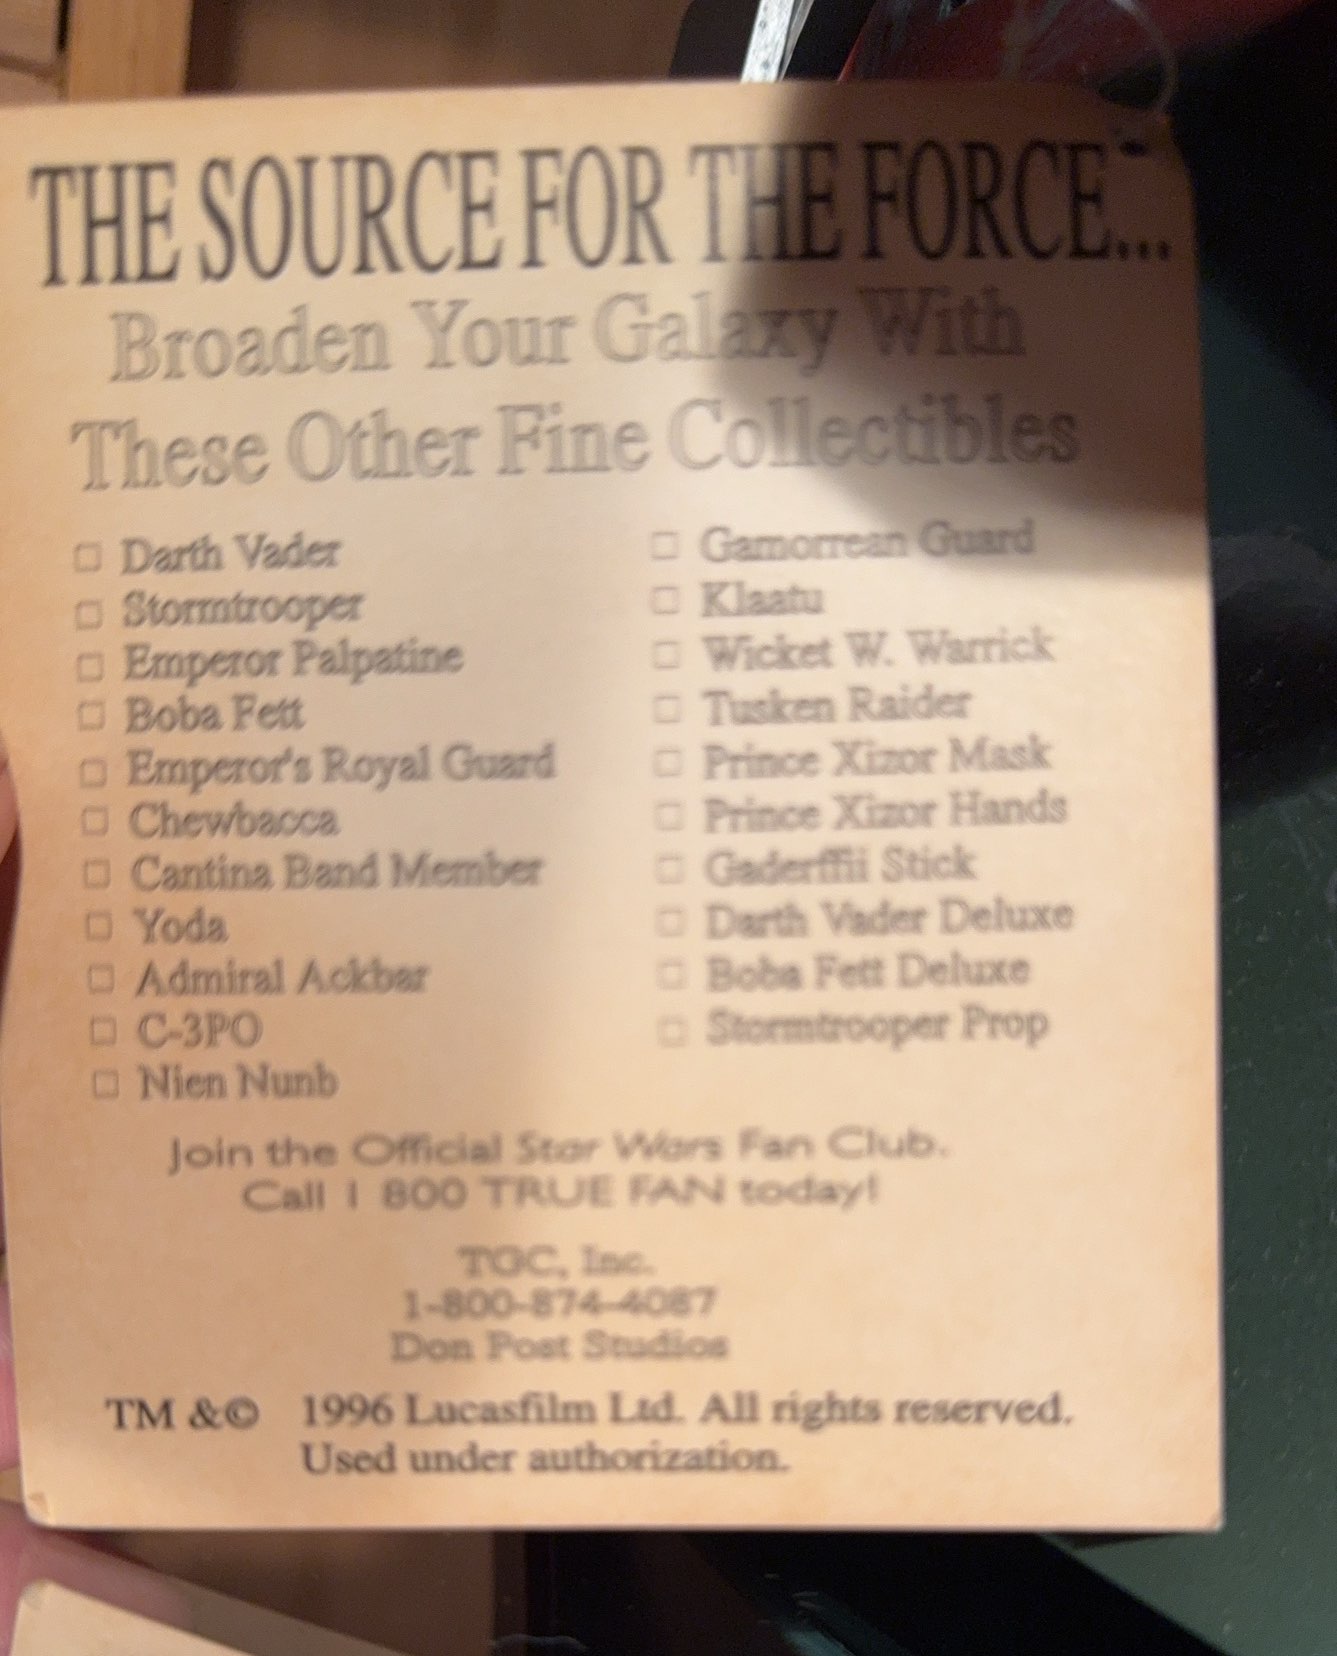 THE SOURCE FOR THE FORCE...
Broaden Your Galaxy With
These Other Fine Collectibles
□ Darth Vader
□ Stormtrooper
□ Emperor Palpatine
□ Boba Fett
□ Emperor's Royal Guard
□ Chewbacca
□ Cantina Band Member
□ Yoda
□ Admiral Ackbar
□ C-3PO
□ Nien Nunb
□ Gamorrean Guard
□ Klaatu
□ Wicket W. Warrick
□ Tusken Raider
□ Prince Xizor Mask
□ Prince Xizor Hands
□ Gaderffii Stick
□ Darth Vader Deluxe
□ Boba Fett Deluxe
□ Stormtrooper Prop
Join the Official Star Wars Fan Club.
Call 1 800 TRUE FAN today!
TGC, Inc.
1-800-874-4087
Don Post Studios
TM &© 1996 Lucasfilm Ltd. All rights reserved.
Used under authorization.